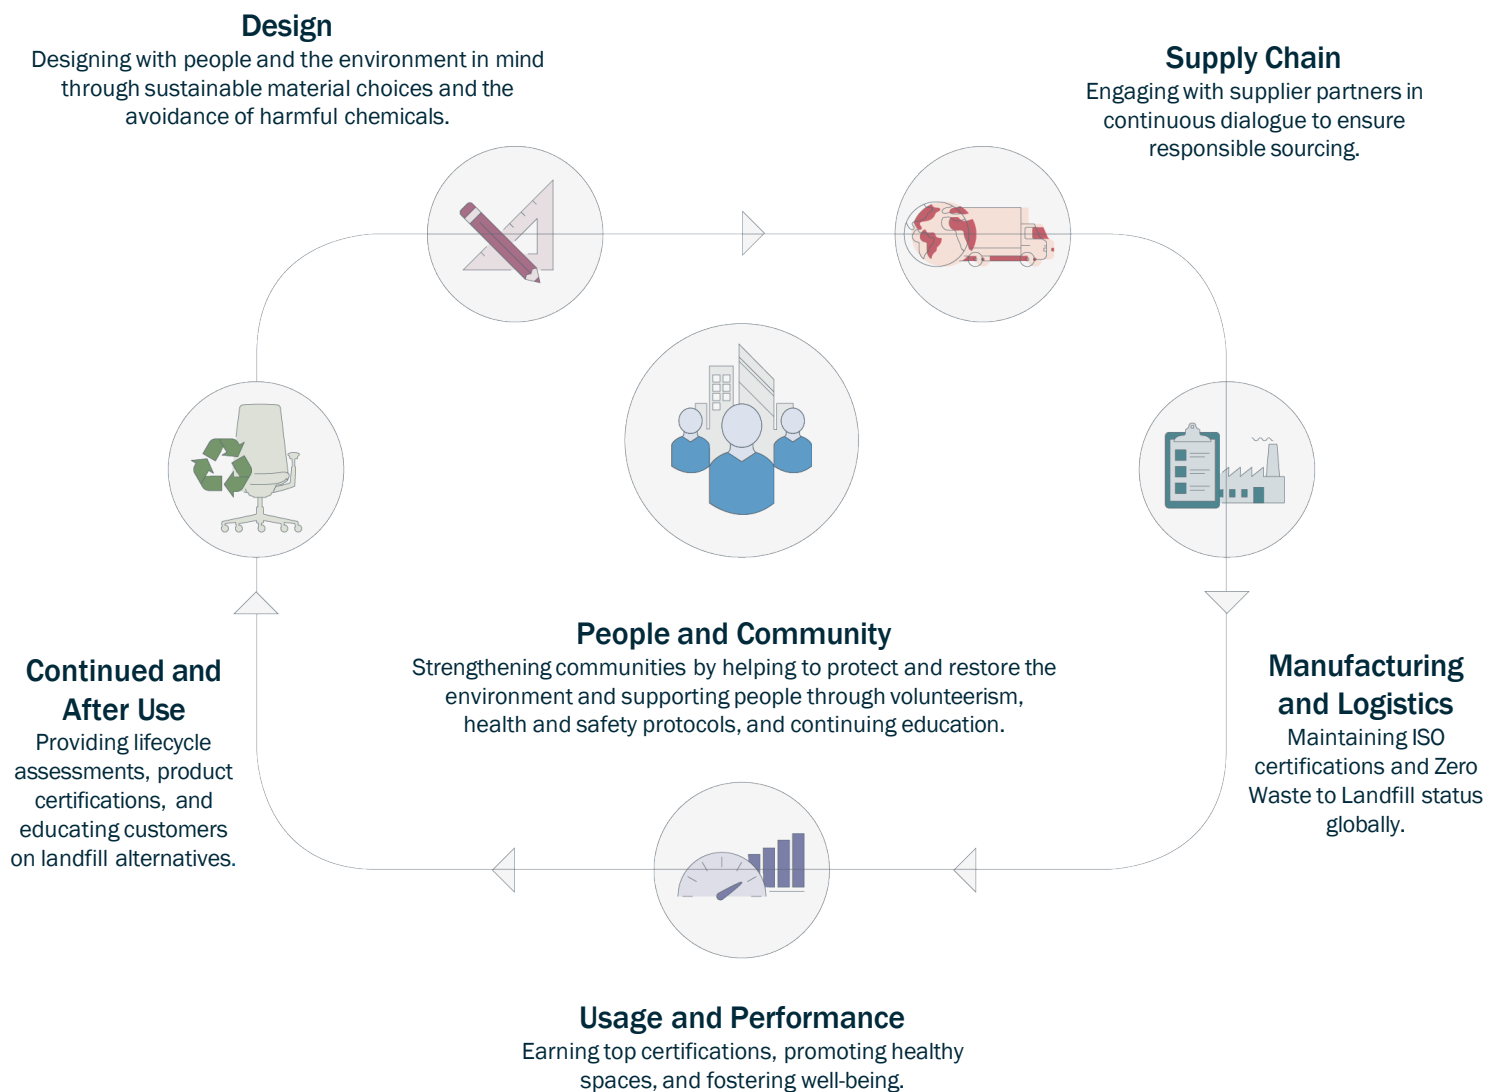 Design
Designing with people and the environment in mind
through sustainable material choices and the
avoidance of harmful chemicals.
Supply Chain
Engaging with supplier partners in
continuous dialogue to ensure
responsible sourcing.
People and Community
Strengthening communities by helping to protect and restore the
environment and supporting people through volunteerism,
health and safety protocols, and continuing education.
Continued and
After Use
Providing lifecycle
assessments, product
certifications, and
educating customers
on landfill alternatives.
Manufacturing
and Logistics
Maintaining ISO
certifications and Zero
Waste to Landfill status
globally.
Usage and Performance
Earning top certifications, promoting healthy
spaces, and fostering well-being.